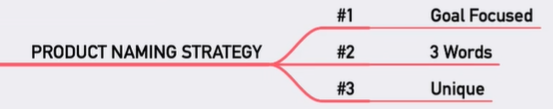 PRODUCT NAMING STRATEGY
#1 Goal Focused
#2 3 Words
#3 Unique